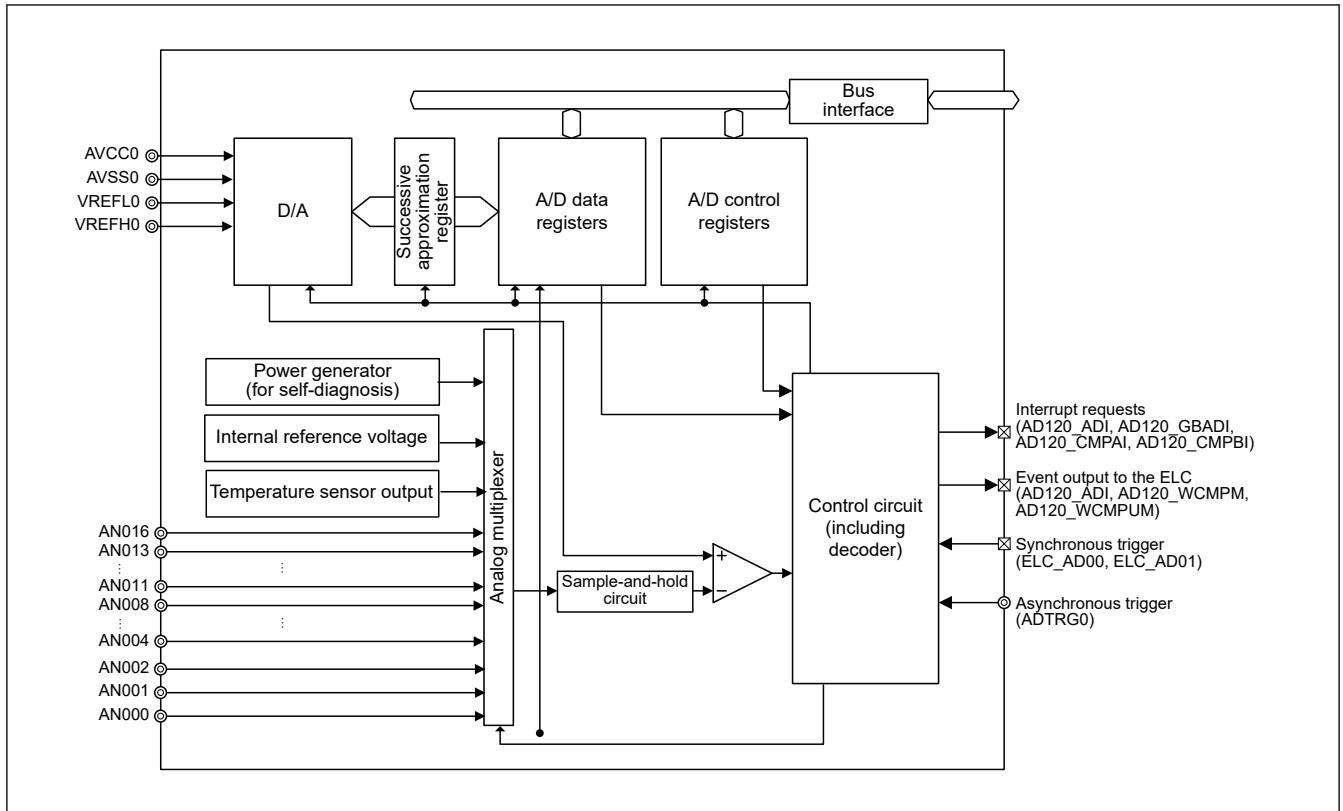 Bus
interface
AVCC0
AVSS0
VREFL0
VREFH0
D/A
Successive
approximation
register
A/D data
registers
A/D control
registers
Power generator
(for self-diagnosis)
Internal reference voltage
Temperature sensor output
Analog multiplexer
AN016
AN013
AN011
AN008
AN004
AN002
AN001
AN000
Sample-and-hold
circuit
+
−
Control circuit
(including
decoder)
Interrupt requests
(AD120_ADI, AD120_GBADI,
AD120_CMPAI, AD120_CMPBI)
Event output to the ELC
(AD120_ADI, AD120_WCMPM,
AD120_WCMPUM)
Synchronous trigger
(ELC_AD00, ELC_AD01)
Asynchronous trigger
(ADTRG0)